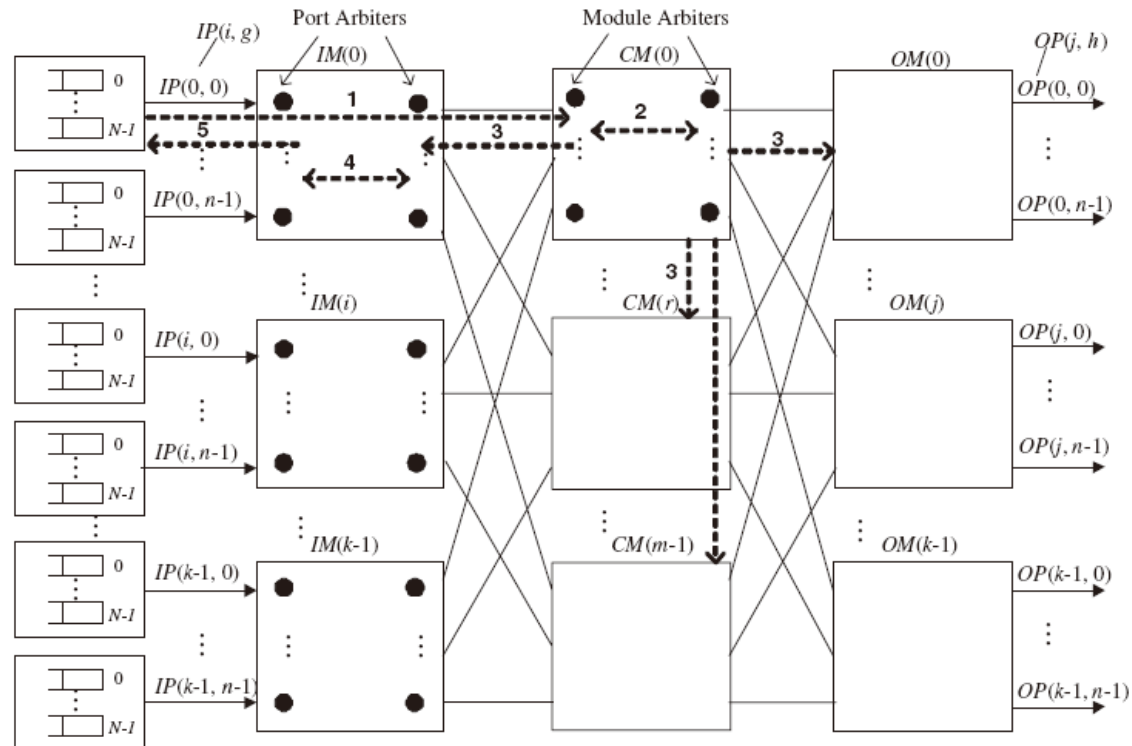 IP(i, g)
Port Arbiters
Module Arbiters
OP(j, h)
IM(0)
CM(0)
OM(0)
0
N-1
IP(0, 0)
OP(0, 0)
1
2
5
3
3
4
0
N-1
IP(0, n-1)
OP(0, n-1)
3
IM(i)
CM(r)
OM(j)
0
N-1
IP(i, 0)
OP(j, 0)
0
N-1
IP(i, n-1)
OP(j, n-1)
IM(k-1)
CM(m-1)
OM(k-1)
0
N-1
IP(k-1, 0)
OP(k-1, 0)
0
N-1
IP(k-1, n-1)
OP(k-1, n-1)